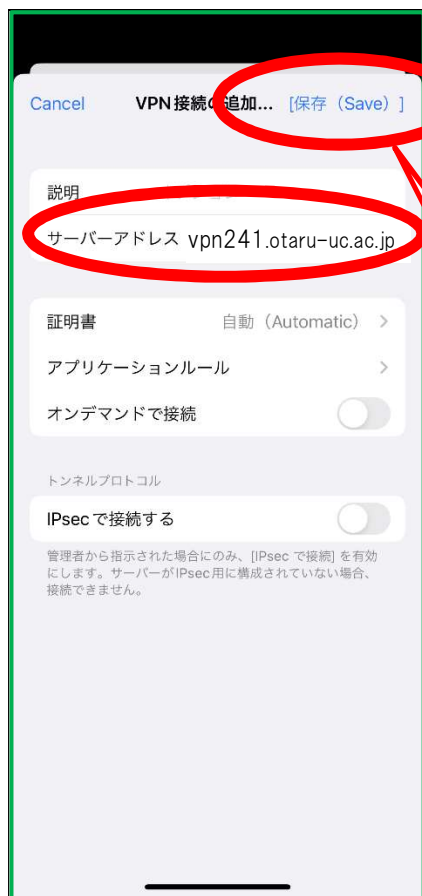 Cancel VPN 接続の追加... [保存（Save）]
説明
サーバーアドレス vpn241.otaru-uc.ac.jp
証明書 自動（Automatic）
アプリケーションルール
オンデマンドで接続
トンネルプロトコル
IPsec で接続する
管理者から指示された場合にのみ、[IPsec で接続] を有効
にします。サーバーがIPsec用に構成されていない場合、
接続できません。